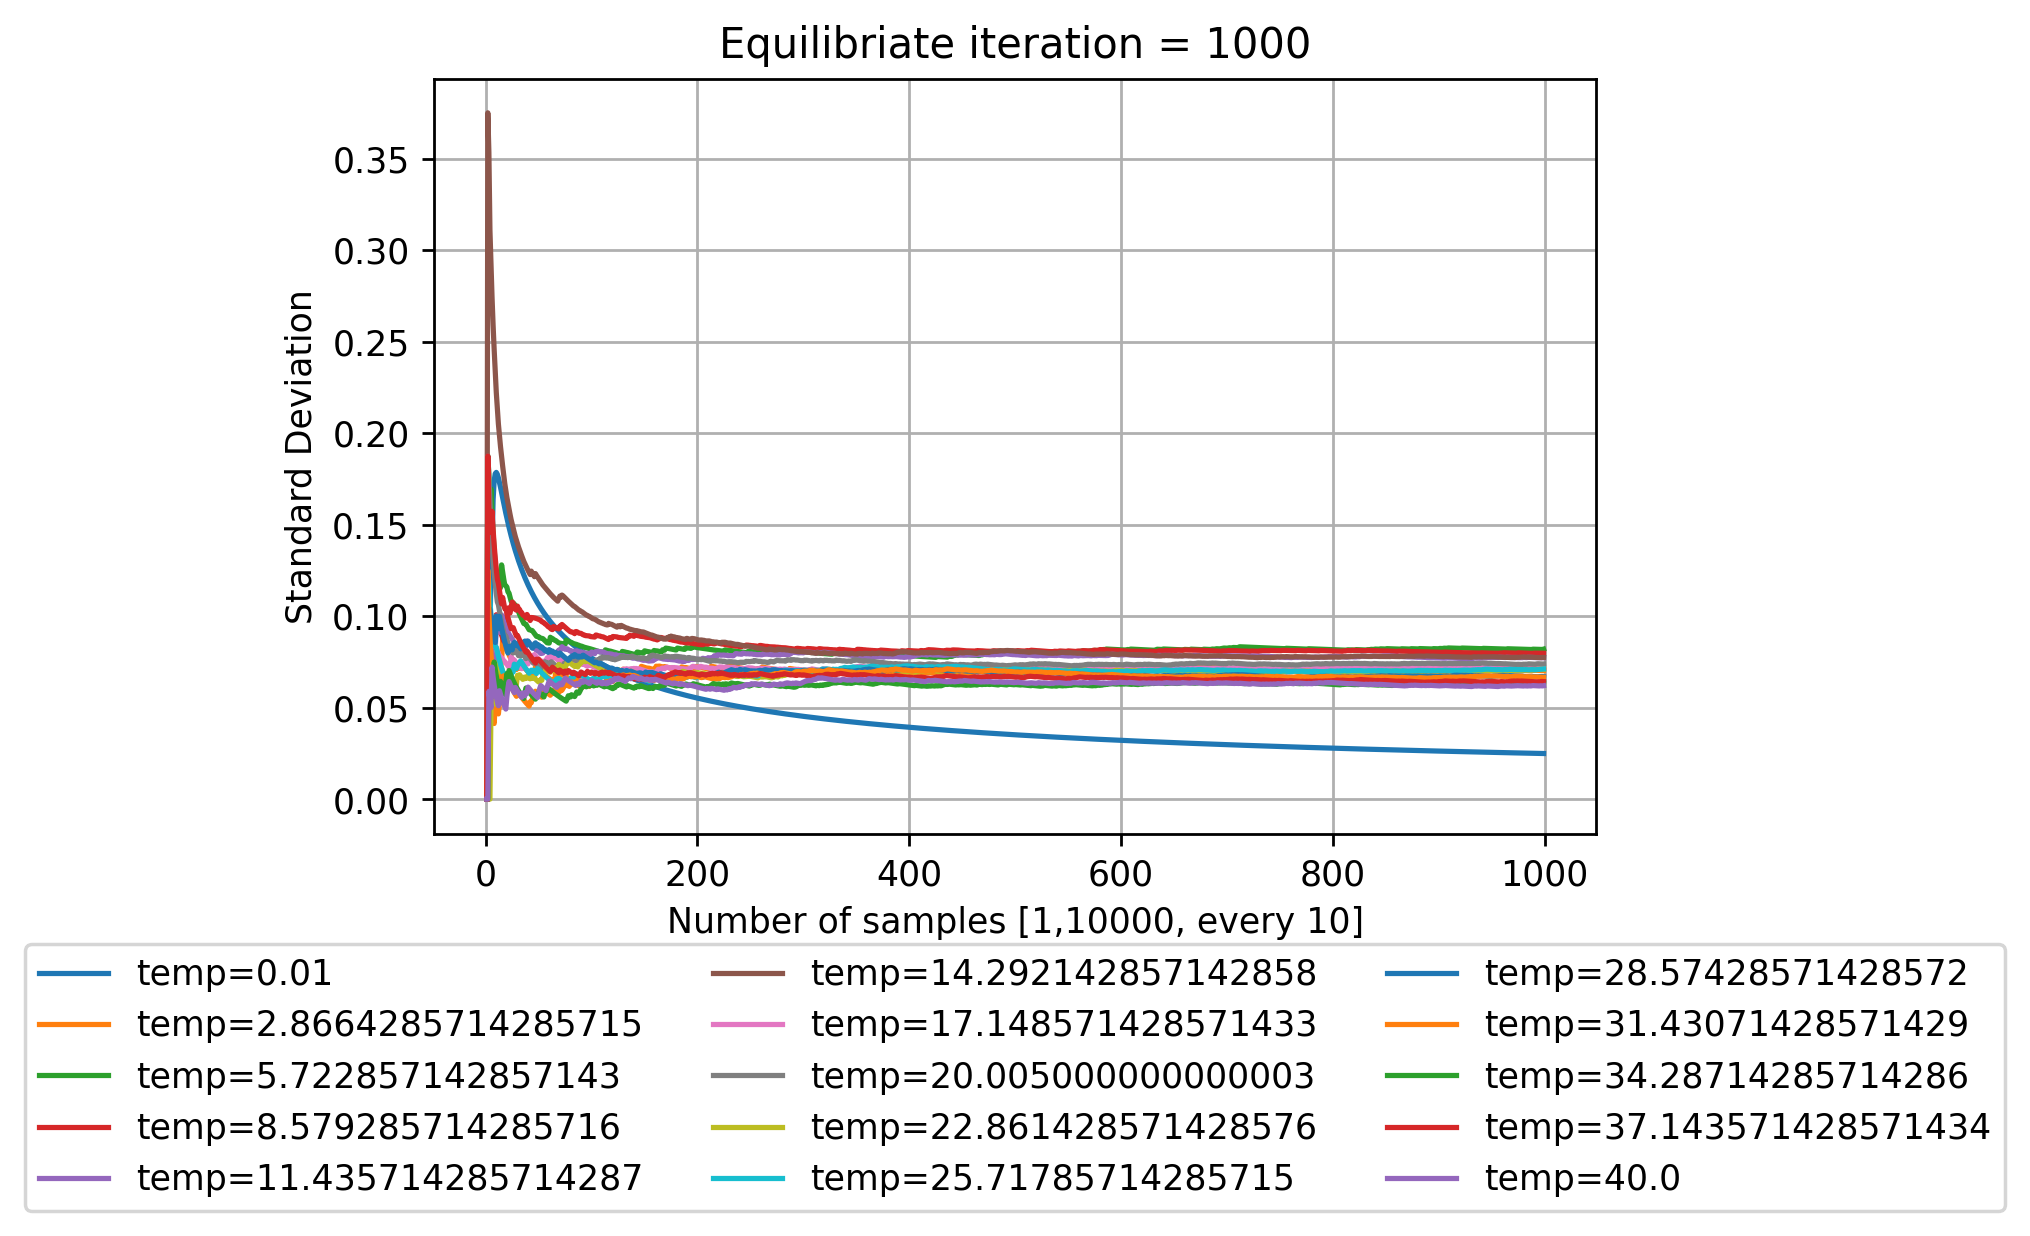 Equilibriate iteration = 1000
Standard Deviation
0.35
0.30
0.25
0.20
0.15
0.10
0.05
0.00
0 200 400 600 800 1000
Number of samples [1,10000, every 10]
temp=0.01
temp=2.8664285714285715
temp=5.722857142857143
temp=8.579285714285716
temp=11.435714285714287
temp=14.292142857142858
temp=17.148571428571433
temp=20.005000000000003
temp=22.861428571428576
temp=25.71785714285715
temp=28.57428571428572
temp=31.43071428571429
temp=34.28714285714286
temp=37.143571428571434
temp=40.0